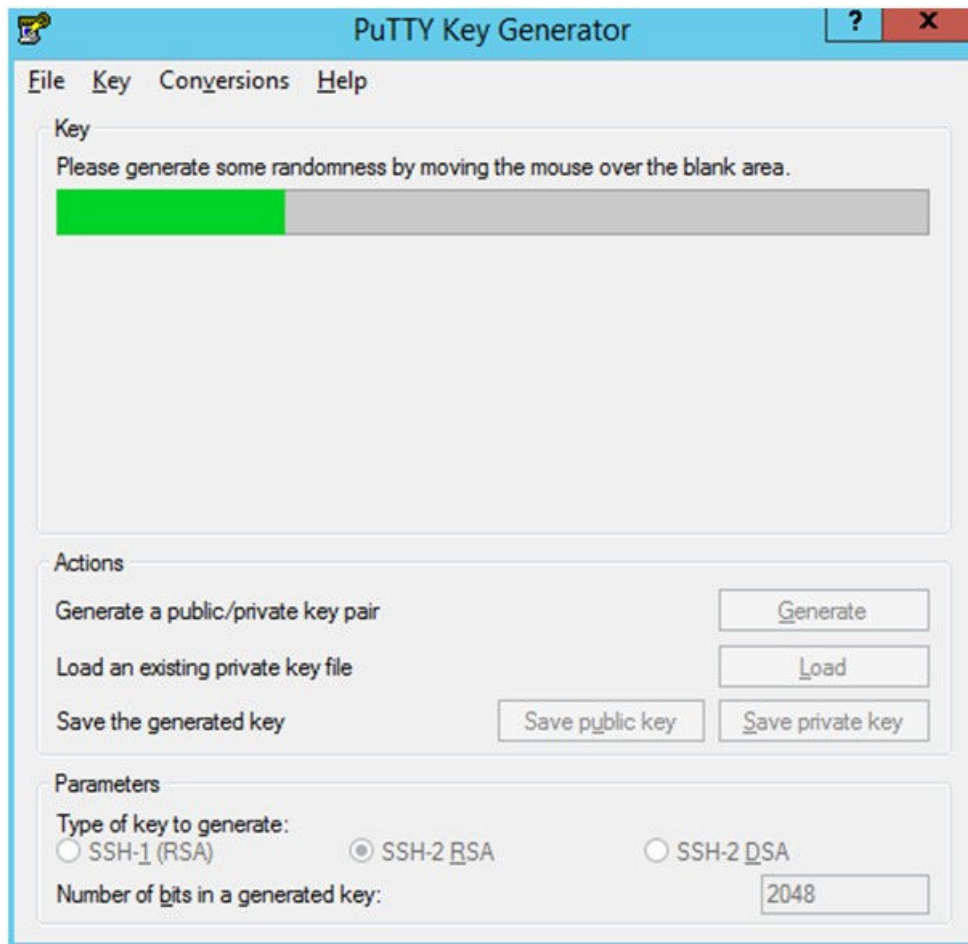 PuTTY Key Generator
? X
File Key Conversions Help
Key
Please generate some randomness by moving the mouse over the blank area.
Actions
Generate a public/private key pair Generate
Load an existing private key file Load
Save the generated key Save public key Save private key
Parameters
Type of key to generate:
SSH-1 (RSA) SSH-2 RSA SSH-2 DSA
Number of bits in a generated key: 2048